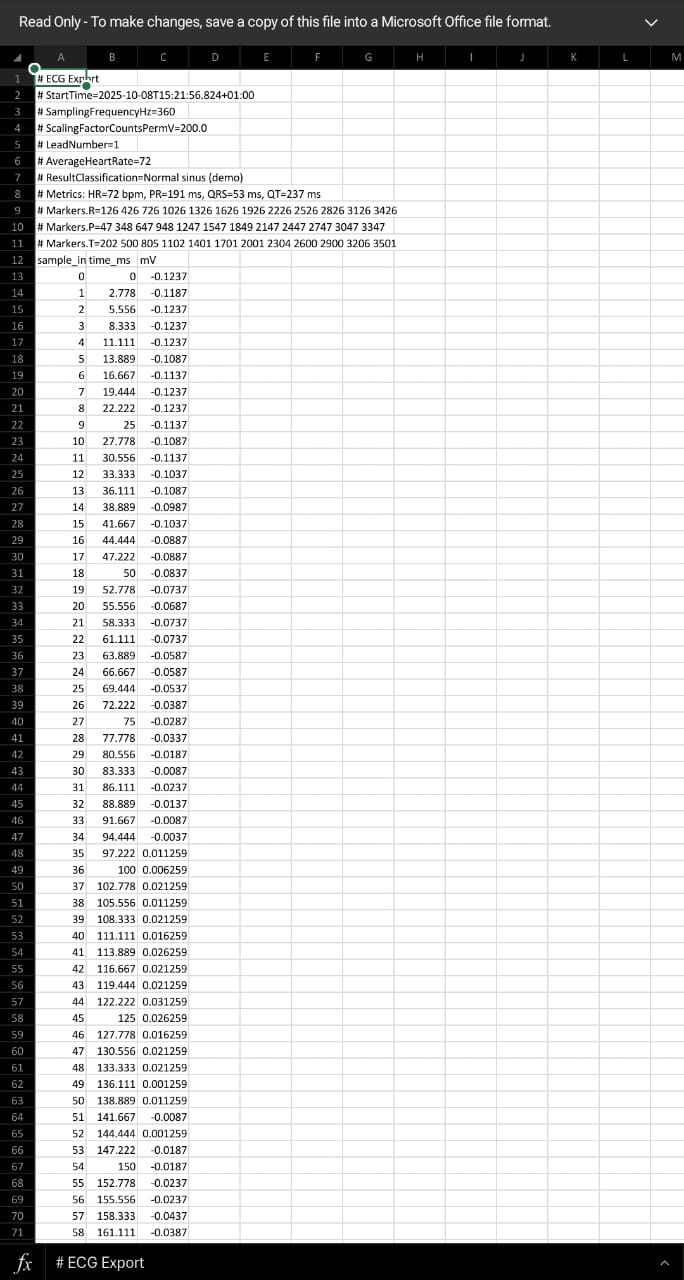 Read Only - To make changes, save a copy of this file into a Microsoft Office file format.
A B C D E F G H I J K L M
1 # ECG Export
2 # StartTime=2025-10-08T15:21:56.824+01:00
3 # SamplingFrequencyHz=360
4 # ScalingFactorCountsPermV=200.0
5 # LeadNumber=1
6 # AverageHeartRate=72
7 # ResultClassification=Normal sinus (demo)
8 # Metrics: HR=72 bpm, PR=191 ms, QRS=53 ms, QT=237 ms
9 # Markers.R=126 426 726 1026 1326 1626 1926 2226 2526 2826 3126 3426
10 # Markers.P=47 348 647 948 1247 1547 1849 2147 2447 2747 3047 3347
11 # Markers.T=202 500 805 1102 1401 1701 2001 2304 2600 2900 3206 3501
12 sample_in time_ms mV
13 0 0 -0.1237
14 1 2.778 -0.1187
15 2 5.556 -0.1237
16 3 8.333 -0.1237
17 4 11.111 -0.1237
18 5 13.889 -0.1087
19 6 16.667 -0.1137
20 7 19.444 -0.1237
21 8 22.222 -0.1237
22 9 25 -0.1137
23 10 27.778 -0.1087
24 11 30.556 -0.1137
25 12 33.333 -0.1037
26 13 36.111 -0.1087
27 14 38.889 -0.0987
28 15 41.667 -0.1037
29 16 44.444 -0.0887
30 17 47.222 -0.0887
31 18 50 -0.0837
32 19 52.778 -0.0737
33 20 55.556 -0.0687
34 21 58.333 -0.0737
35 22 61.111 -0.0737
36 23 63.889 -0.0587
37 24 66.667 -0.0587
38 25 69.444 -0.0537
39 26 72.222 -0.0387
40 27 75 -0.0287
41 28 77.778 -0.0337
42 29 80.556 -0.0187
43 30 83.333 -0.0087
44 31 86.111 -0.0237
45 32 88.889 -0.0137
46 33 91.667 -0.0087
47 34 94.444 -0.0037
48 35 97.222 0.011259
49 36 100 0.006259
50 37 102.778 0.021259
51 38 105.556 0.011259
52 39 108.333 0.021259
53 40 111.111 0.016259
54 41 113.889 0.026259
55 42 116.667 0.021259
56 43 119.444 0.021259
57 44 122.222 0.031259
58 45 125 0.026259
59 46 127.778 0.016259
60 47 130.556 0.021259
61 48 133.333 0.021259
62 49 136.111 0.001259
63 50 138.889 0.011259
64 51 141.667 -0.0087
65 52 144.444 0.001259
66 53 147.222 -0.0187
67 54 150 -0.0187
68 55 152.778 -0.0237
69 56 155.556 -0.0237
70 57 158.333 -0.0437
71 58 161.111 -0.0387
fx # ECG Export